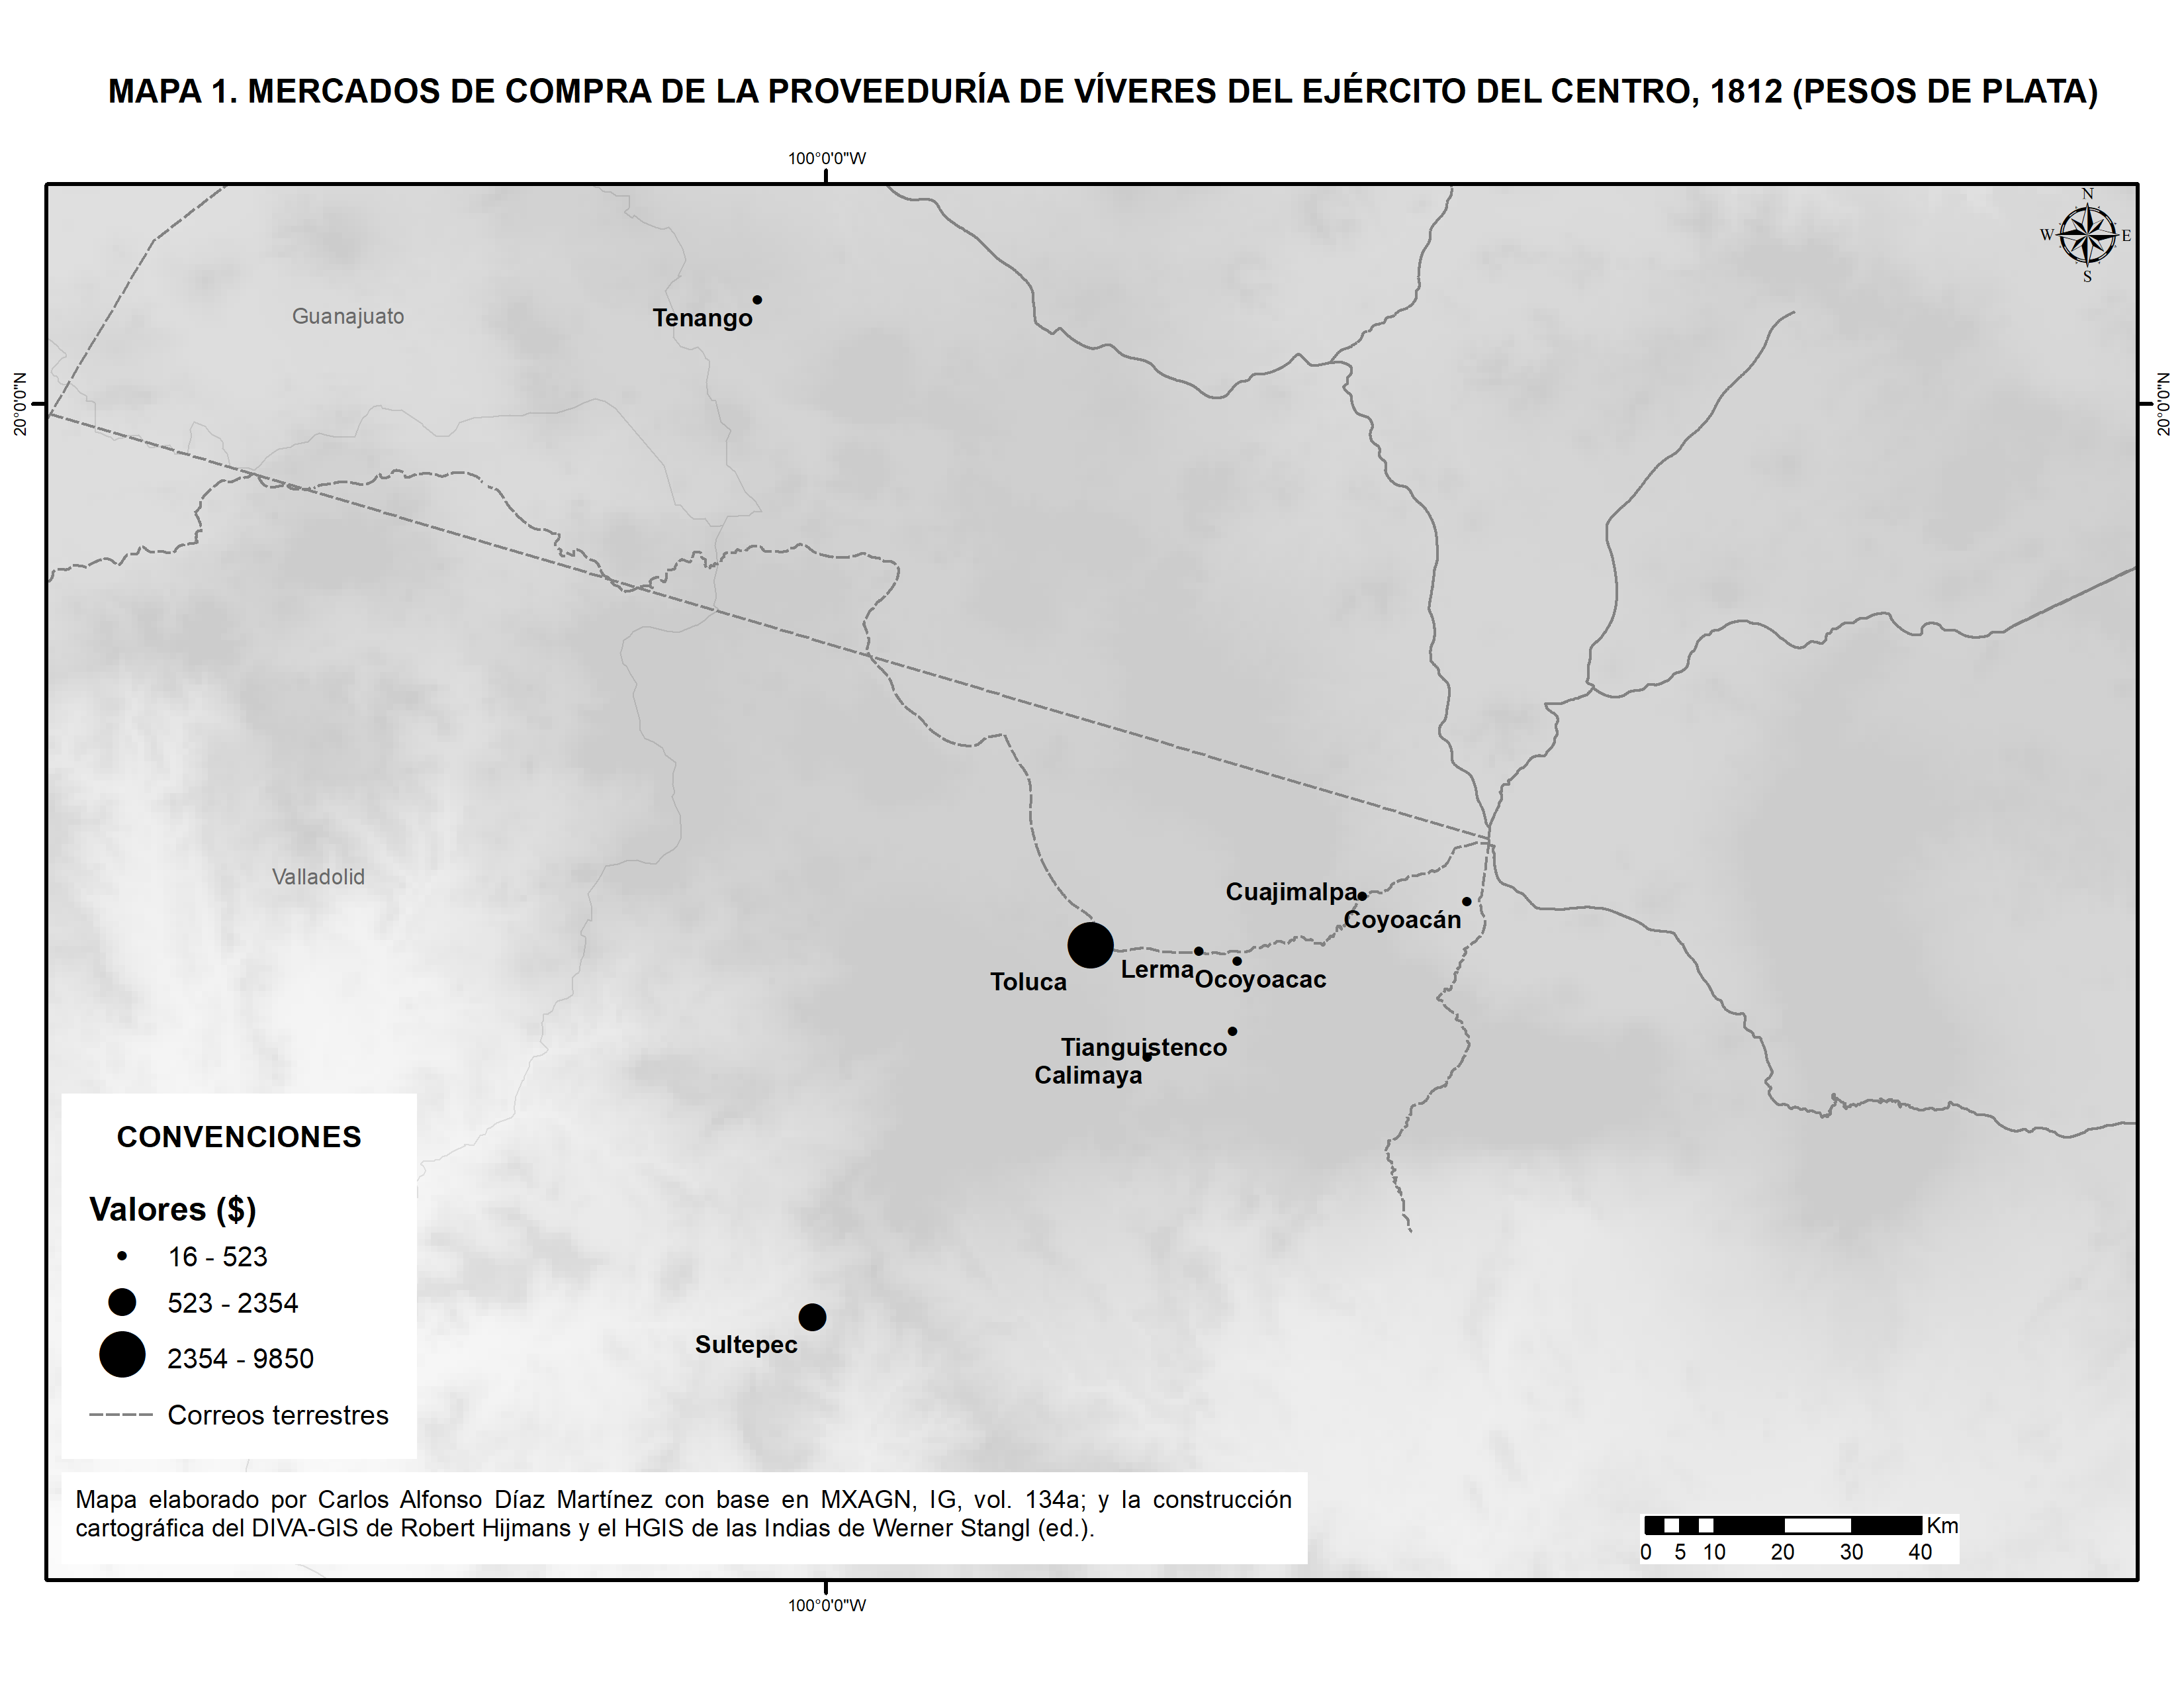 MAPA 1. MERCADOS DE COMPRA DE LA PROVEEDURÍA DE VÍVERES DEL EJÉRCITO DEL CENTRO, 1812 (PESOS DE PLATA)
100°0'0"W
N
W
E
S
Guanajuato
Tenango
20°0'0"N
20°0'0"N
Valladolid
Cuajimalpa
Coyoacán
Toluca
Lerma
Ocoyoacac
Tianguistenco
Calimaya
CONVENCIONES
Valores ($)
16 - 523
523 - 2354
2354 - 9850
Correos terrestres
Sultepec
Mapa elaborado por Carlos Alfonso Díaz Martínez con base en MXAGN, IG, vol. 134a; y la construcción
cartográfica del DIVA-GIS de Robert Hijmans y el HGIS de las Indias de Werner Stangl (ed.).
Km
0 5 10 20 30 40
100°0'0"W